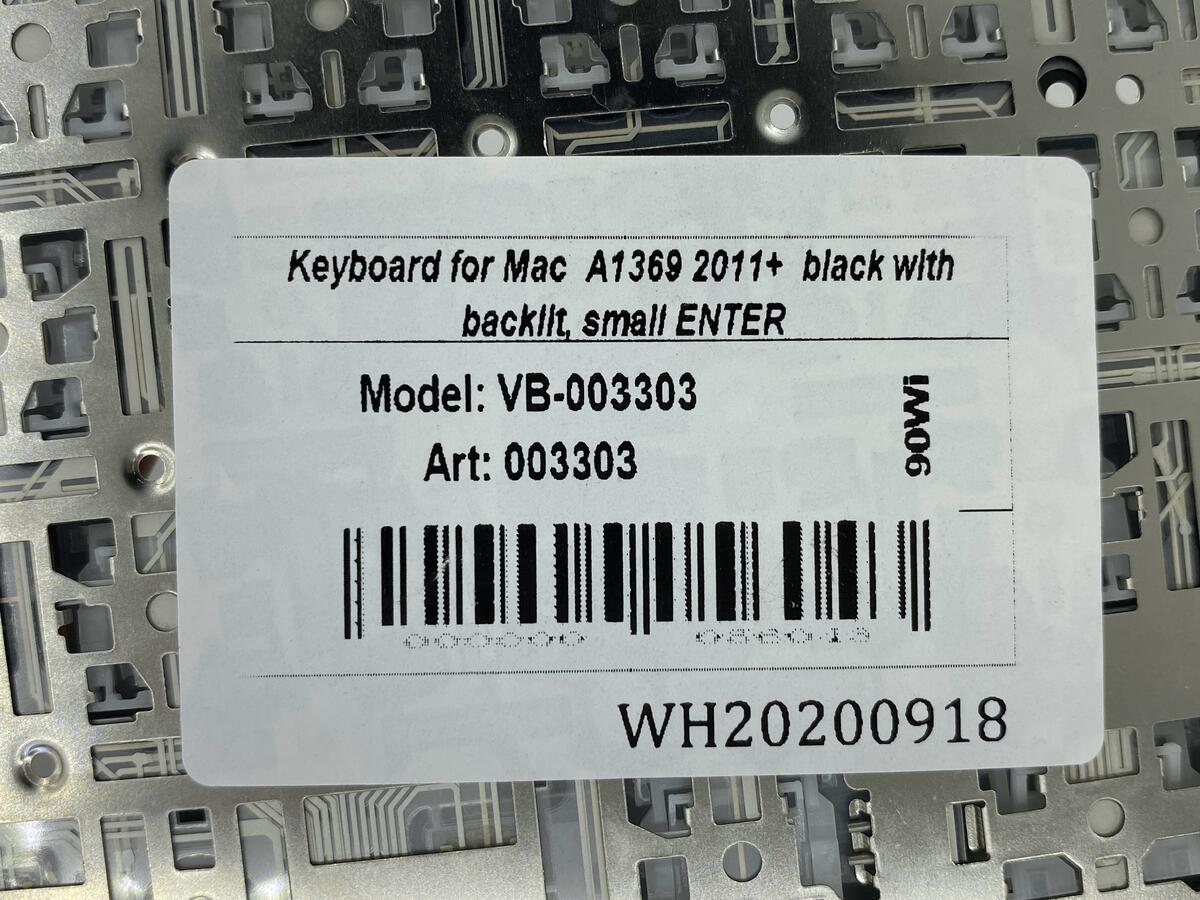 Keyboard for Mac A1369 2011+ black with
backlit, small ENTER
Model: VB-003303
Art: 003303
90Wi
WH20200918